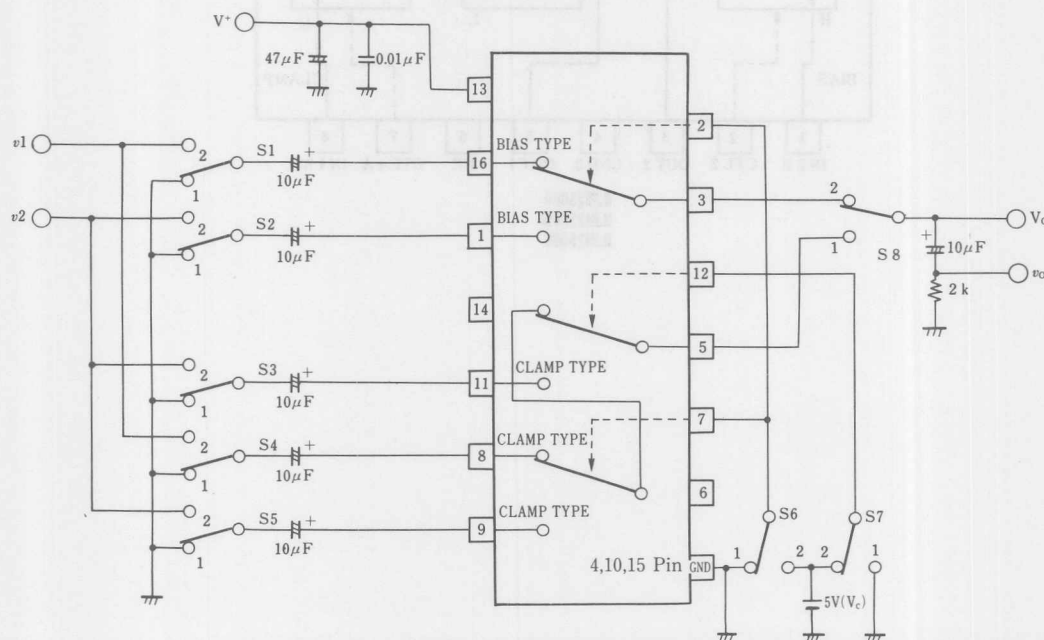 V⁺
47μF
0.01μF
13
2
v1
2
S1
+
10μF
1
16
BIAS TYPE
3
2
V
v2
2
S2
+
10μF
1
1
BIAS TYPE
1
S 8
+
10μF
v
12
2 k
14
5
2
S3
+
10μF
1
11
CLAMP TYPE
7
2
S4
+
10μF
1
8
CLAMP TYPE
6
2
S5
+
10μF
1
9
CLAMP TYPE
S6
S7
4,10,15 Pin
GND
1
2
2
1
5V(Vc)